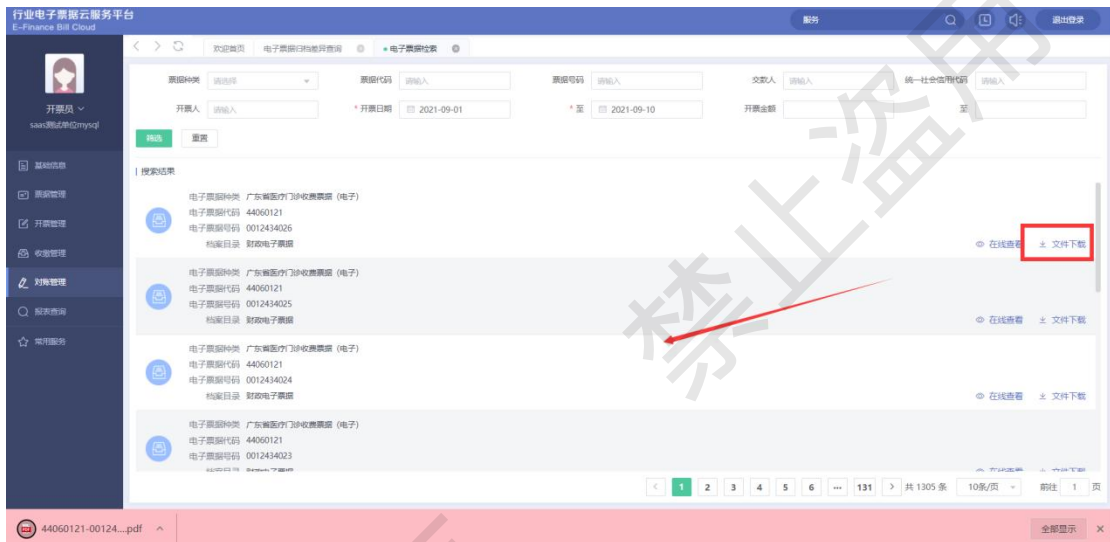 行业电子票据云服务平台
E-Finance Bill Cloud
服务
退出登录
欢迎首页 电子票据归档差异查询 电子票据检索
开票员
saas测试单位mysql
基础信息
票据管理
开票管理
收缴管理
对账管理
报表查询
常用服务
票据种类 请选择 票据代码 请输入 票据号码 请输入 交款人 请输入 统一社会信用代码 请输入
开票人 请输入 * 开票日期 2021-09-01 * 至 2021-09-10 开票金额 至
筛选 重置
搜索结果
电子票据种类 广东省医疗门诊收费票据（电子）
电子票据代码 44060121
电子票据号码 0012434026
档案目录 财政电子票据
在线查看 文件下载
电子票据种类 广东省医疗门诊收费票据（电子）
电子票据代码 44060121
电子票据号码 0012434025
档案目录 财政电子票据
在线查看 文件下载
电子票据种类 广东省医疗门诊收费票据（电子）
电子票据代码 44060121
电子票据号码 0012434024
档案目录 财政电子票据
在线查看 文件下载
电子票据种类 广东省医疗门诊收费票据（电子）
电子票据代码 44060121
电子票据号码 0012434023
档案目录 财政电子票据
在线查看 文件下载
1 2 3 4 5 6 ... 131 共 1305 条 10条/页 前往 1 页
44060121-00124....pdf
全部显示
禁止盗用